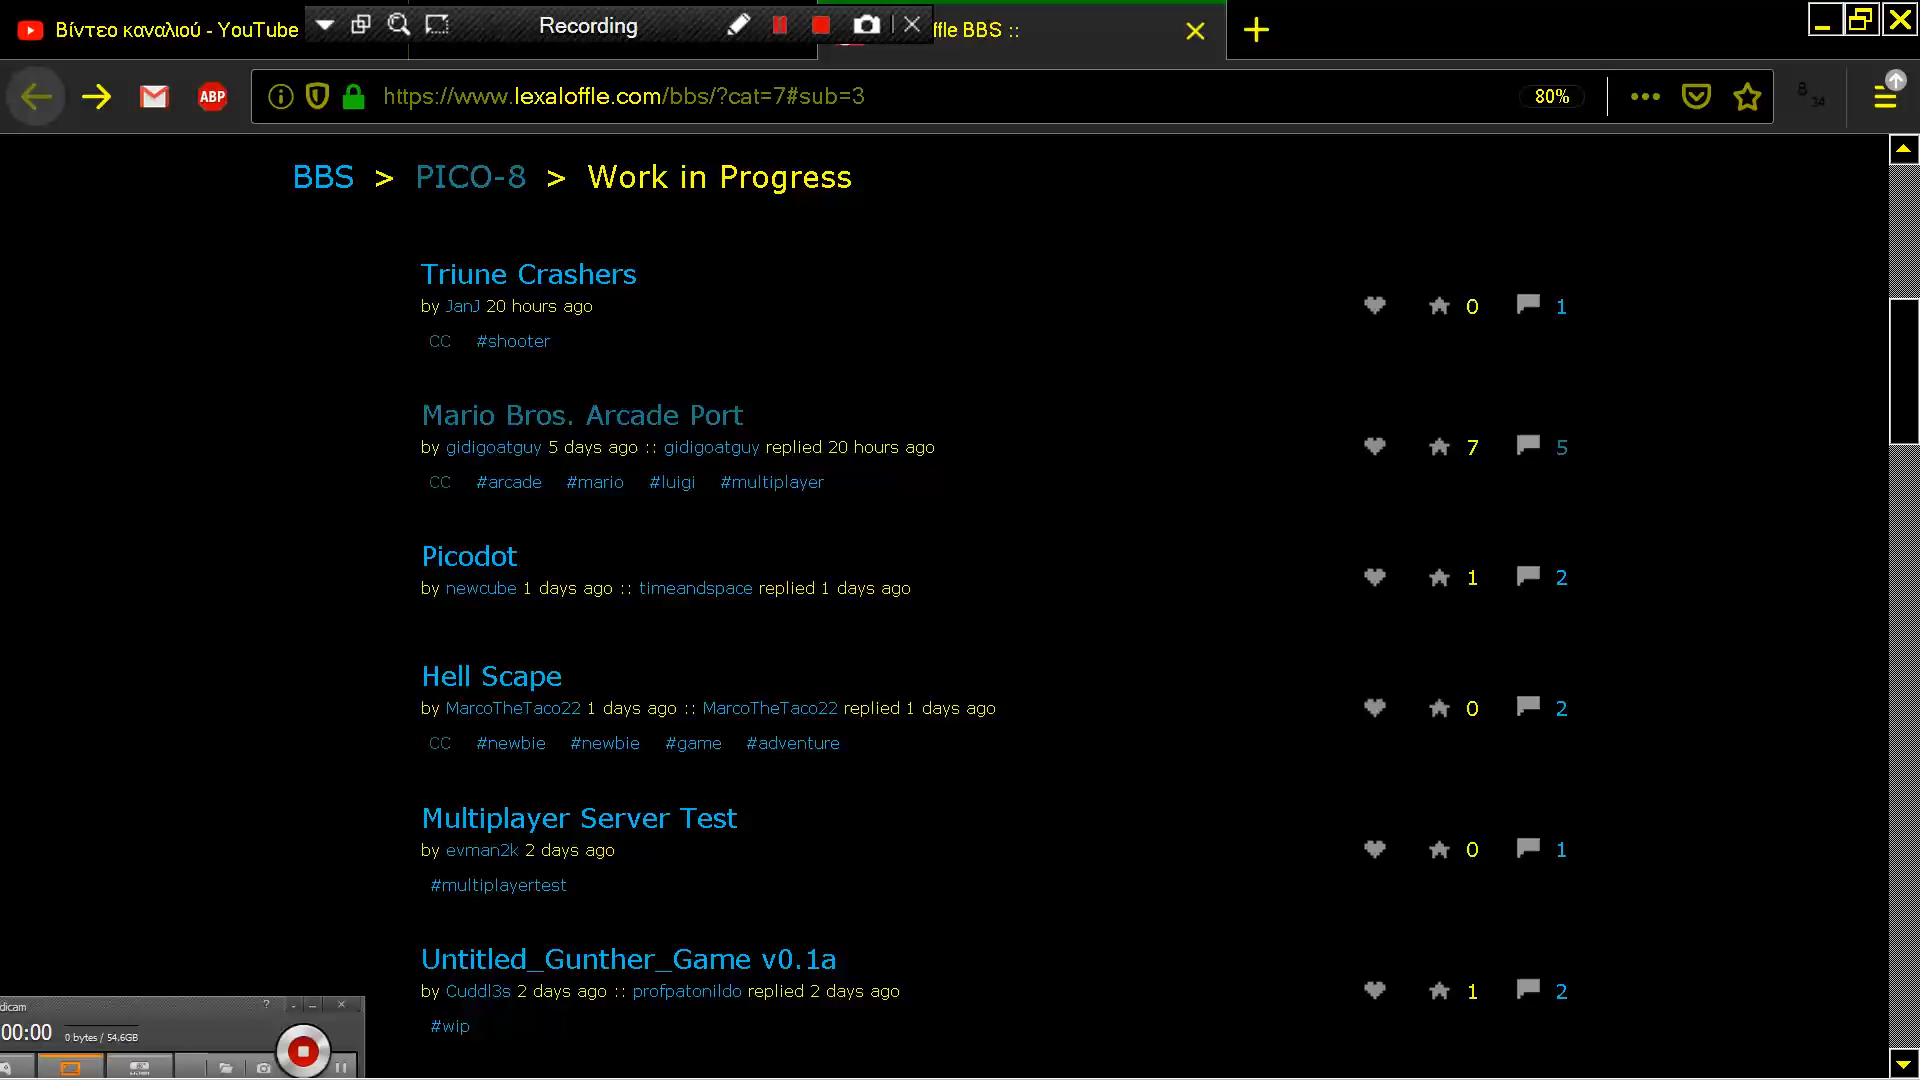 Βίντεο καναλιού - YouTube
Recording
ffle BBS ::
ABP
https://www.lexaloffle.com/bbs/?cat=7#sub=3
80%
BBS > PICO-8 > Work in Progress
Triune Crashers
by JanJ 20 hours ago
0 1
CC #shooter
Mario Bros. Arcade Port
by gidigoatguy 5 days ago :: gidigoatguy replied 20 hours ago
7 5
CC #arcade #mario #luigi #multiplayer
Picodot
by newcube 1 days ago :: timeandspace replied 1 days ago
1 2
Hell Scape
by MarcoTheTaco22 1 days ago :: MarcoTheTaco22 replied 1 days ago
0 2
CC #newbie #newbie #game #adventure
Multiplayer Server Test
by evman2k 2 days ago
0 1
#multiplayertest
Untitled_Gunther_Game v0.1a
by Cuddl3s 2 days ago :: profpatonildo replied 2 days ago
1 2
#wip
dicam
00:00 0 bytes / 54,6GB